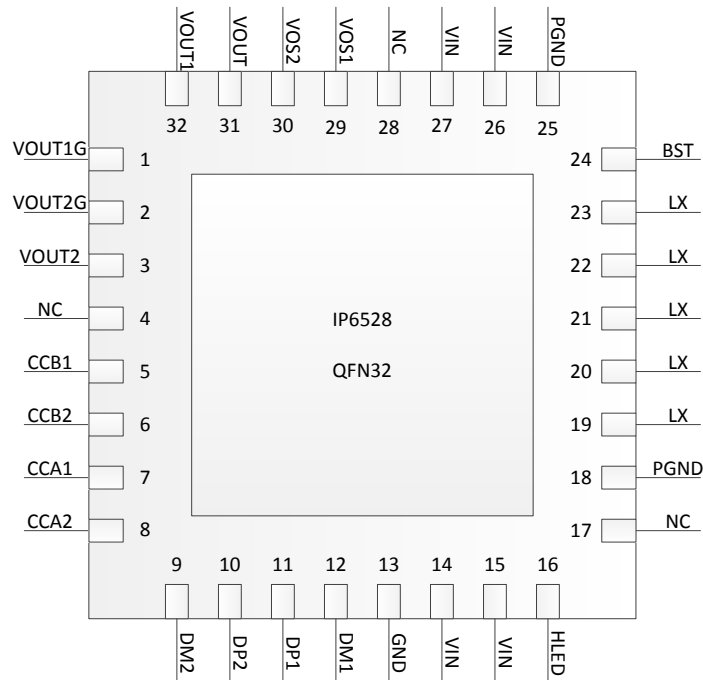 VOUT1
VOUT
VOS2
VOS1
NC
VIN
VIN
PGND
32 31 30 29 28 27 26 25
VOUT1G 1 24 BST
VOUT2G 2 23 LX
VOUT2 3 22 LX
NC 4 21 LX
IP6528
CCB1 5 20 LX
QFN32
CCB2 6 19 LX
CCA1 7 18 PGND
CCA2 8 17 NC
9 10 11 12 13 14 15 16
DM2
DP2
DP1
DM1
GND
VIN
VIN
HLED